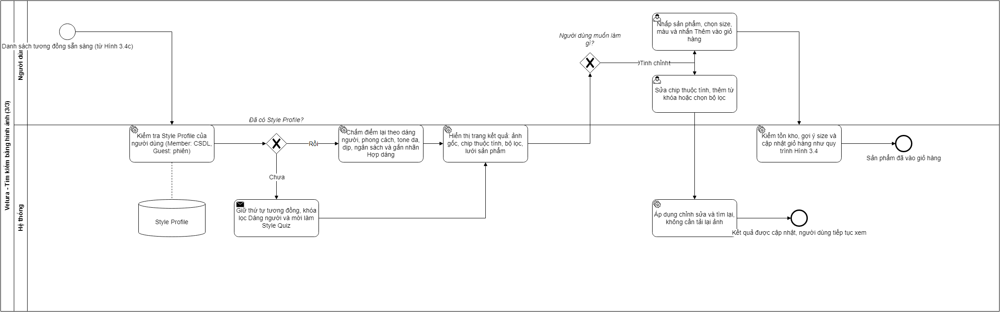 Velura - Tìm kiếm bằng hình ảnh (3/3)
Hệ thống
Danh sách tương đồng sẵn sàng (từ Hình 3.4c)
Người dùng muốn làm
gì?
Nhấp sản phẩm, chọn size,
màu và nhấn Thêm vào giỏ
hàng
Tinh chỉnh
Sửa chip thuộc tính, thêm từ
khóa hoặc chọn bộ lọc
Kiểm tra Style Profile của
người dùng (Member: CSDL,
Guest: phiên)
Style Profile
Đã có Style Profile?
Rồi
Chưa
Giữ thứ tự tương đồng, khóa
lọc Dáng người và mời làm
Style Quiz
Chấm điểm lại theo dáng
người, phong cách, tone da,
dịp, ngân sách và gắn nhãn
Hợp dáng
Hiển thị trang kết quả: ảnh
gốc, chip thuộc tính, bộ lọc,
lưới sản phẩm
Kiểm tồn kho, gợi ý size và
cập nhật giỏ hàng như quy
trình Hình 3.4
Sản phẩm đã vào giỏ hàng
Áp dụng chỉnh sửa và tìm lại,
không cần tải lại ảnh
Kết quả được cập nhật, người dùng tiếp tục xem